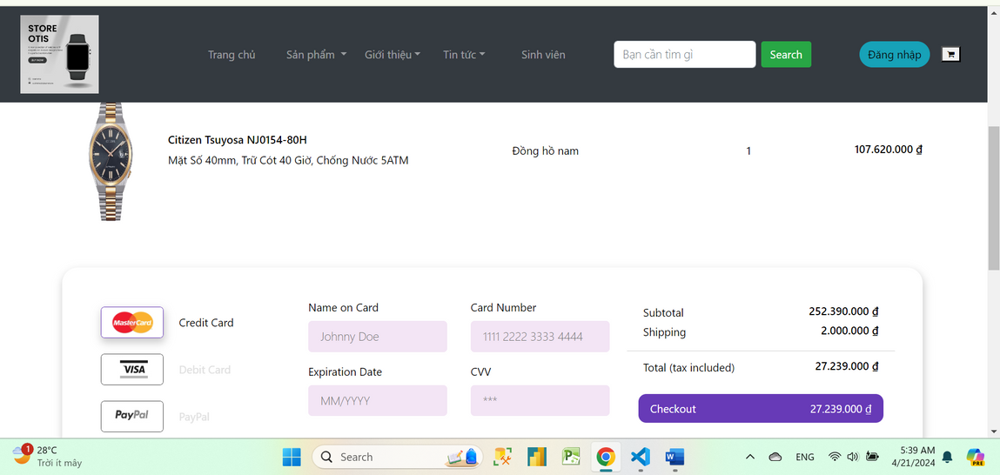 STORE
OTIS
Trang chủ
Sản phẩm
Giới thiệu
Tin tức
Sinh viên
Bạn cần tìm gì
Search
Đăng nhập
Citizen Tsuyosa NJ0154-80H
Mặt Số 40mm, Trữ Cót 40 Giờ, Chống Nước 5ATM
Đồng hồ nam
1
107.620.000 ₫
MasterCard
Credit Card
VISA
Debit Card
PayPal
PayPal
Name on Card
Johnny Doe
Card Number
1111 2222 3333 4444
Expiration Date
MM/YYYY
CVV
***
Subtotal
252.390.000 ₫
Shipping
2.000.000 ₫
Total (tax included)
27.239.000 ₫
Checkout
27.239.000 ₫
1
28°C
Trời ít mây
Search
ENG
5:39 AM
4/21/2024
PRE